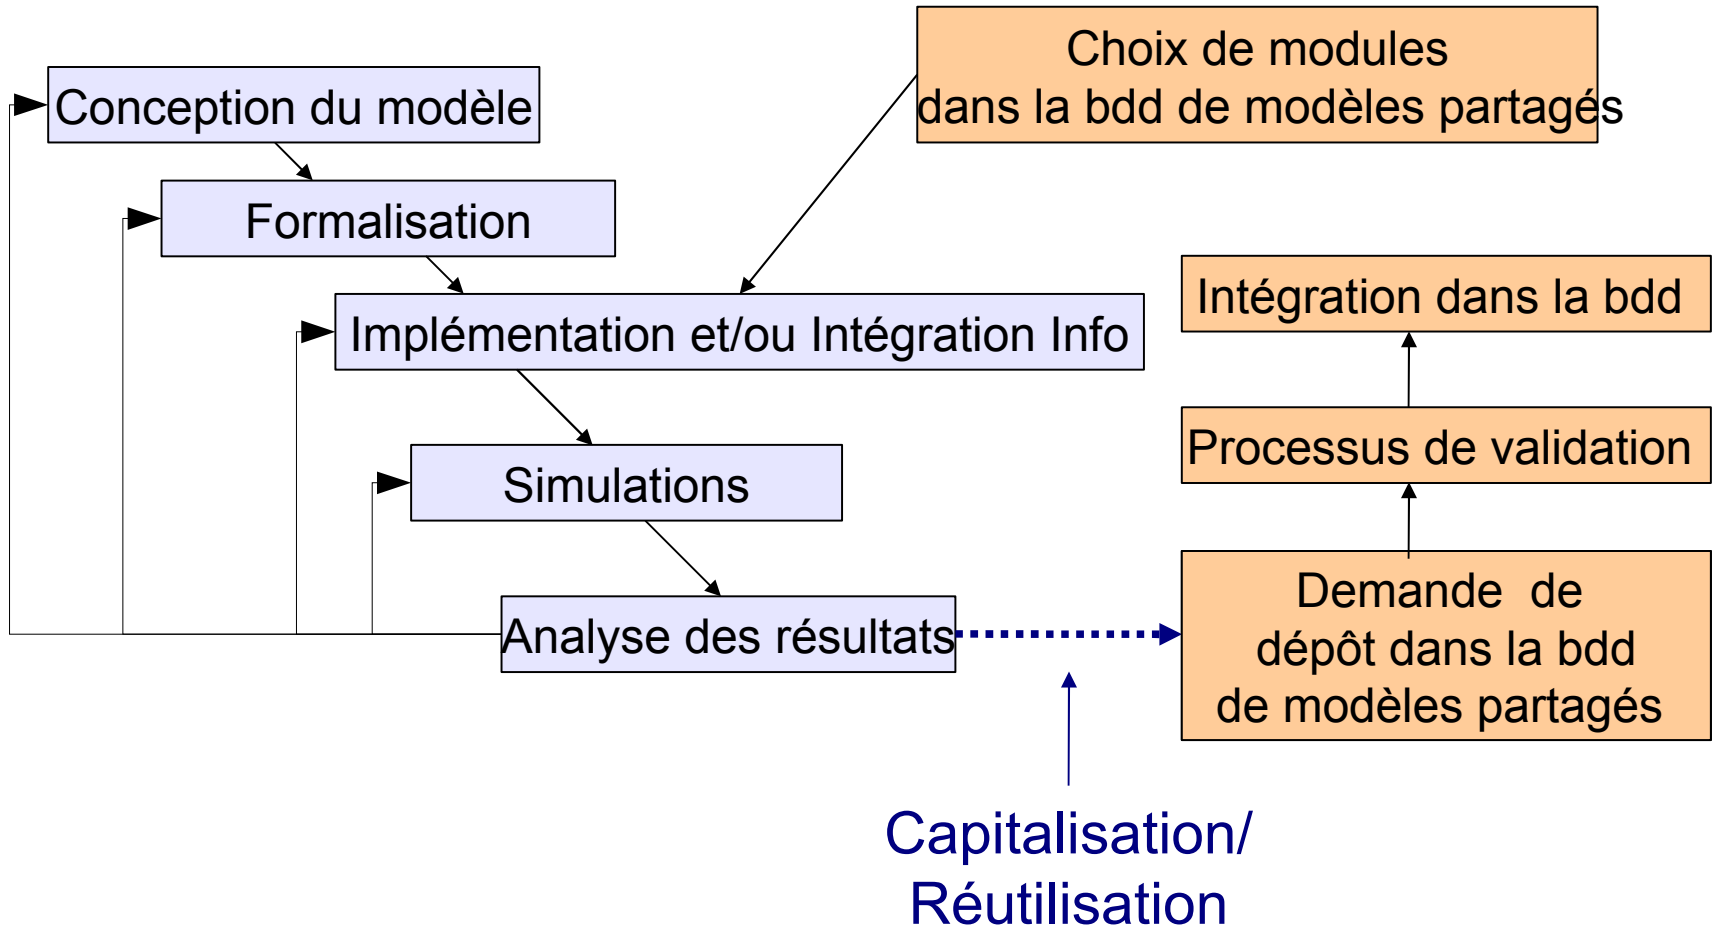 Choix de modules
dans la bdd de modèles partagés
Conception du modèle
Formalisation
Intégration dans la bdd
Implémentation et/ou Intégration Info
Processus de validation
Simulations
Demande de
dépôt dans la bdd
de modèles partagés
Analyse des résultats
Capitalisation/
Réutilisation